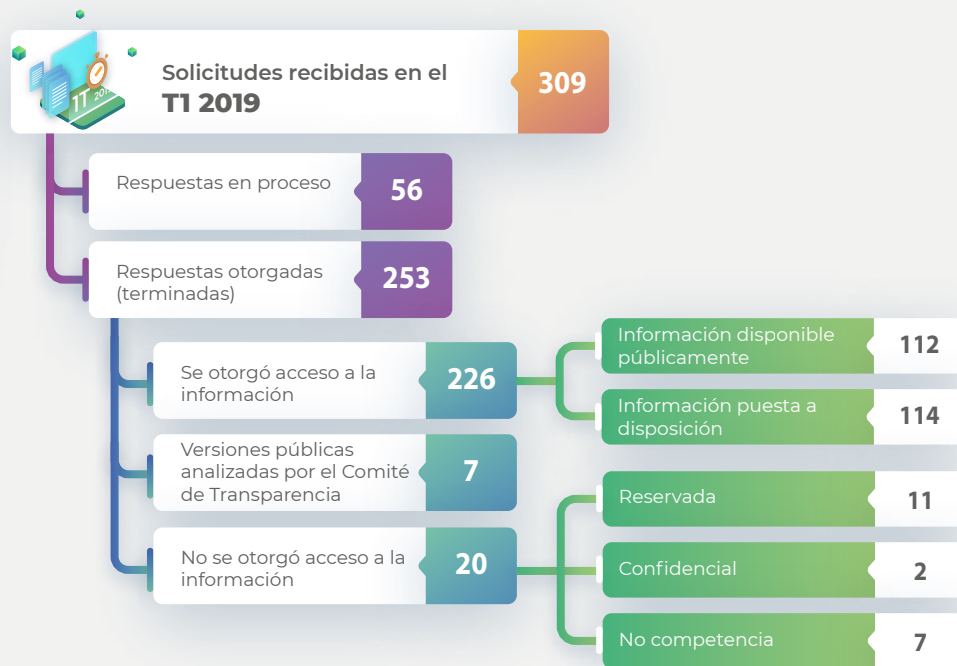 1T 2019
Solicitudes recibidas en el
T1 2019
309
Respuestas en proceso
56
Respuestas otorgadas
(terminadas)
253
Se otorgó acceso a la
información
226
Información disponible
públicamente
112
Información puesta a
disposición
114
Versiones públicas
analizadas por el Comité
de Transparencia
7
No se otorgó acceso a la
información
20
Reservada
11
Confidencial
2
No competencia
7